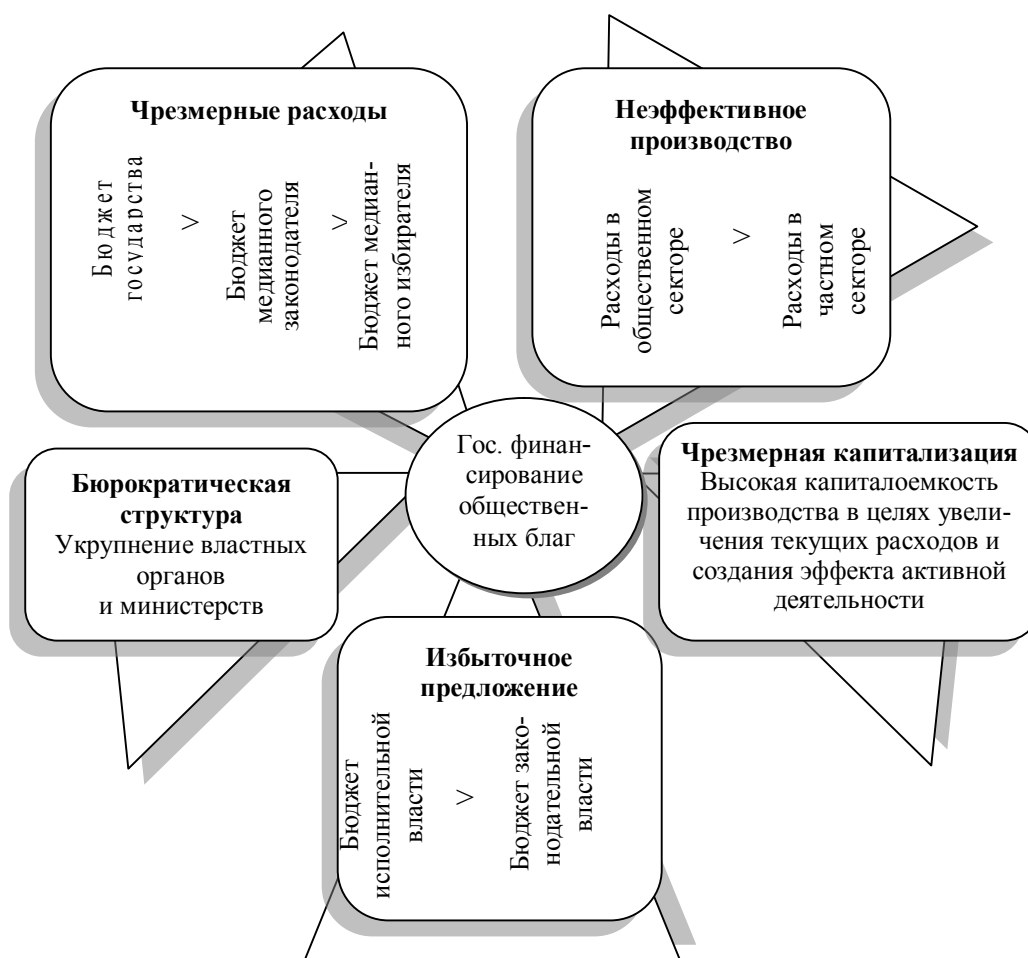 Чрезмерные расходы
Бюджет
государства
>
Бюджет
медианного
законодателя
>
Бюджет медиан-
ного избирателя
Неэффективное
производство
Расходы в
общественном
секторе
>
Расходы в
частном
секторе
Гос. финан-
сирование
обществен-
ных благ
Бюрократическая
структура
Укрупнение властных
органов
и министерств
Чрезмерная капитализация
Высокая капиталоемкость
производства в целях увели-
чения текущих расходов и
создания эффекта активной
деятельности
Избыточное
предложение
Бюджет
исполнительной
власти
>
Бюджет зако-
нодательной
власти